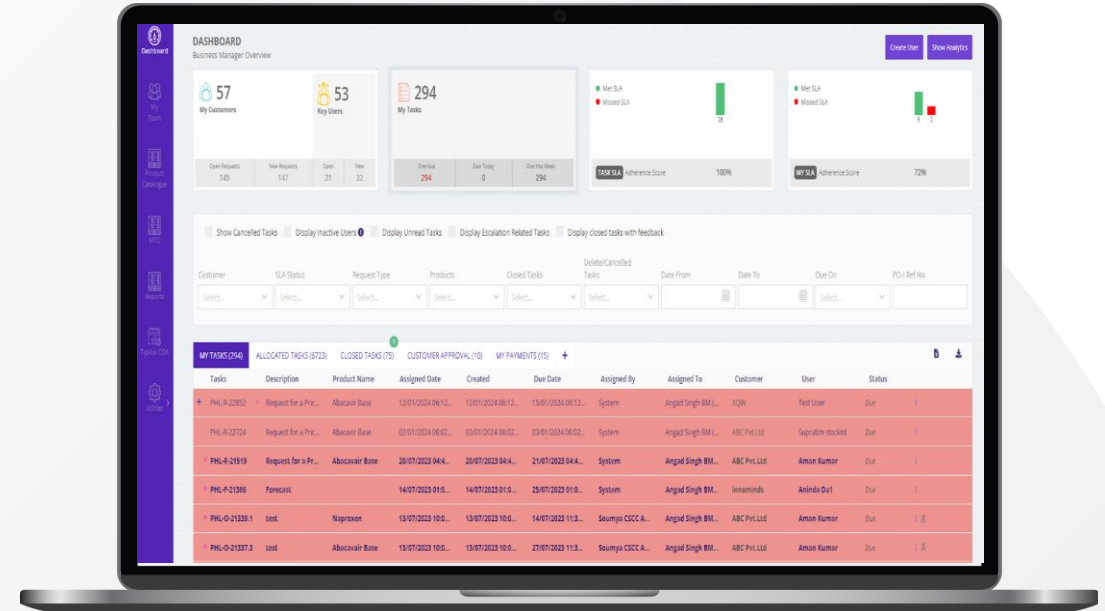 DASHBOARD
Business Manager Overview
Create User
Show Analytics
Dashboard
My
Team
Product
Catalogue
MTO
Reports
Typical COA
Utilities
57
My Customers
53
Key Users
Open Requests
New Requests
Open
New
145
147
31
32
294
My Tasks
Overdue
Due Today
Due this Week
294
0
294
Met SLA
Missed SLA
28
TASK SLA Adherence Score 100%
Met SLA
Missed SLA
MY SLA Adherence Score 72%
Show Cancelled Tasks Display Inactive Users Display Unread Tasks Display Escalation Related Tasks Display closed tasks with feedback
Customer SLA Status Request Type Products Closed Tasks Delete/Cancelled Tasks Date From Date To Due On PO / Ref No
Select... Select... Select... Select... Select... Select... Select...
MY TASKS (294) ALLOCATED TASKS (6723) CLOSED TASKS (75) CUSTOMER APPROVAL (10) MY PAYMENTS (15) +
Tasks Description Product Name Assigned Date Created Due Date Assigned By Assigned To Customer User Status
+ PHL-R-22852 Request for a Pric... Abacavir Base 12/01/2024 06:12... 12/01/2024 06:12... 15/01/2024 06:12... System Angad Singh BM (... XQW Test User Due
PHL-R-22724 Request for a Pric... Abacavir Base 02/01/2024 06:02... 02/01/2024 06:02... 03/01/2024 06:02... System Angad Singh BM (... ABC Pvt.Ltd Supratim stockist Due
PHL-R-21519 Request for a Pr... Abacavair Base 20/07/2023 04:4... 20/07/2023 04:4... 21/07/2023 04:4... System Angad Singh BM... ABC Pvt.Ltd Aman Kumar Due
Forecast 14/07/2023 01:0... 14/07/2023 01:0... 25/07/2023 01:0... System Angad Singh BM... innominds Aninda Da1 Due
PHL-O-21339.1 test Naproxen 13/07/2023 10:0... 13/07/2023 10:0... 14/07/2023 11:3... Soumya CSCC A... Angad Singh BM... ABC Pvt.Ltd Aman Kumar Due
PHL-O-21337.3 test Abacavair Base 13/07/2023 10:0... 13/07/2023 10:0... 27/07/2023 11:3... Soumya CSCC A... Angad Singh BM... ABC Pvt.Ltd Aman Kumar Due